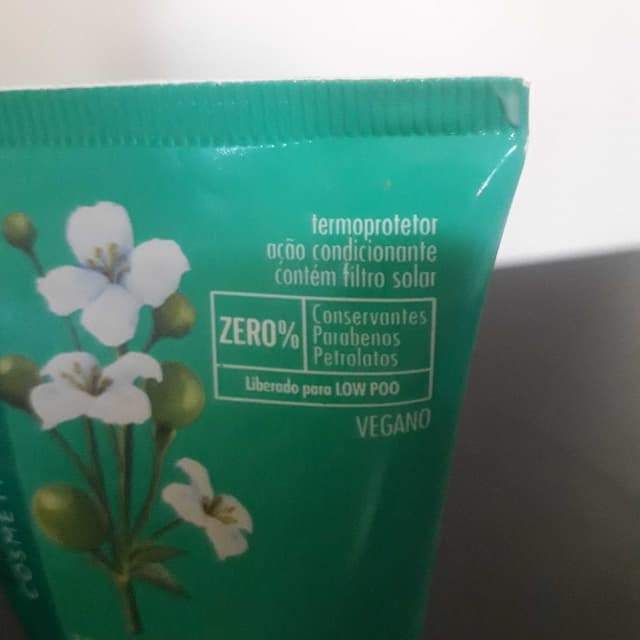 termoprotetor
ação condicionante
contém filtro solar
ZERO%
Conservantes
Parabenos
Petrolatos
Liberado para LOW POO
VEGANO